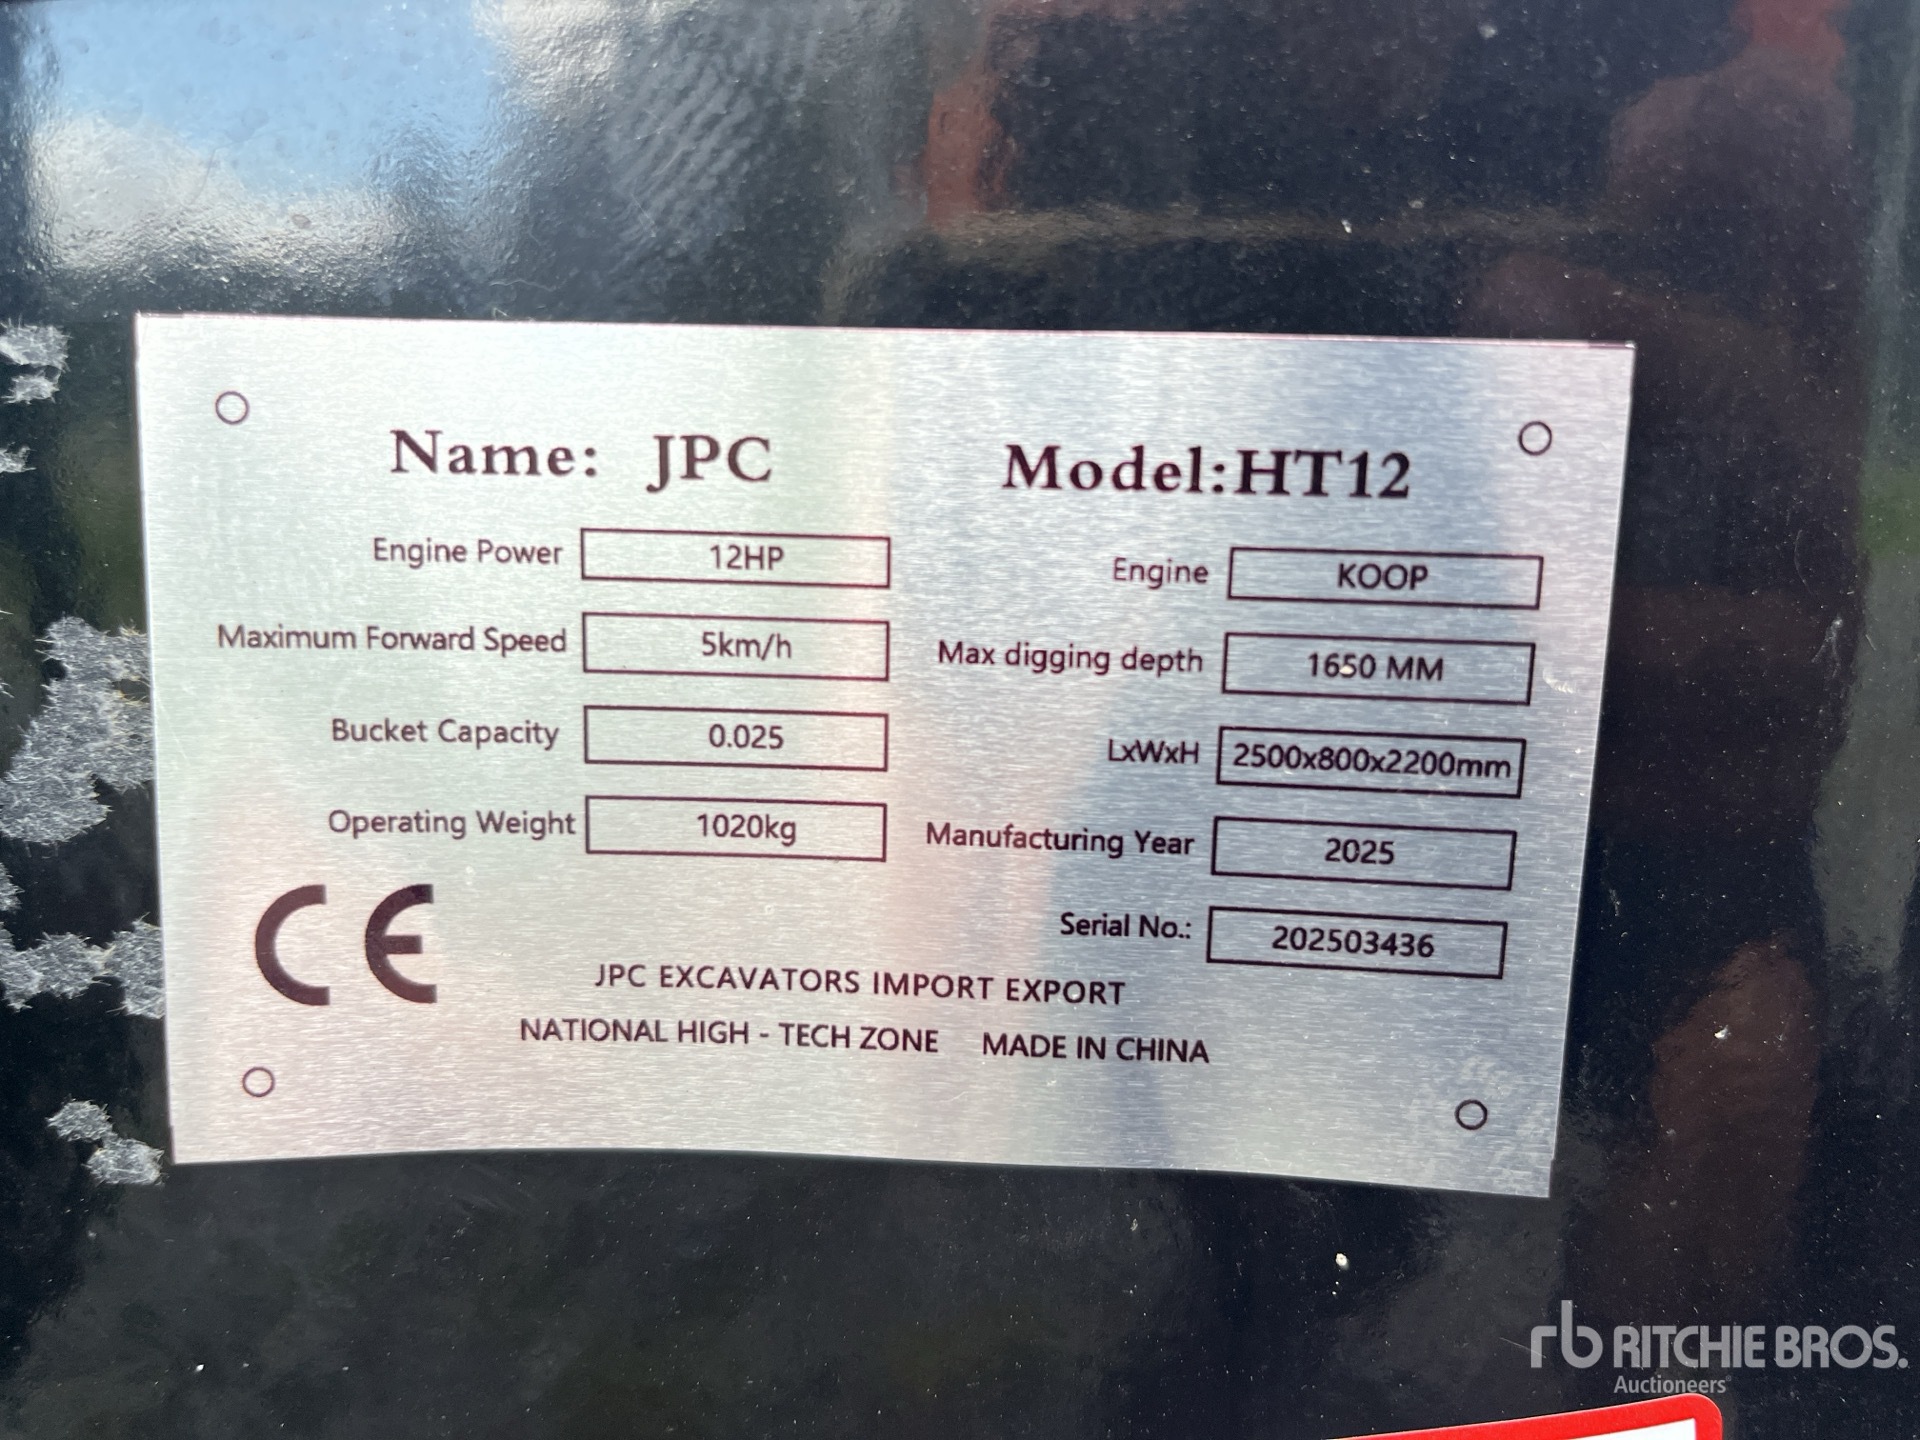 Name: JPC Model:HT12
Engine Power 12HP Engine KOOP
Maximum Forward Speed 5km/h Max digging depth 1650 MM
Bucket Capacity 0.025 LxWxH 2500x800x2200mm
Operating Weight 1020kg Manufacturing Year 2025
Serial No.: 202503436
CE
JPC EXCAVATORS IMPORT EXPORT
NATIONAL HIGH - TECH ZONE MADE IN CHINA
rb RITCHIE BROS.
Auctioneers